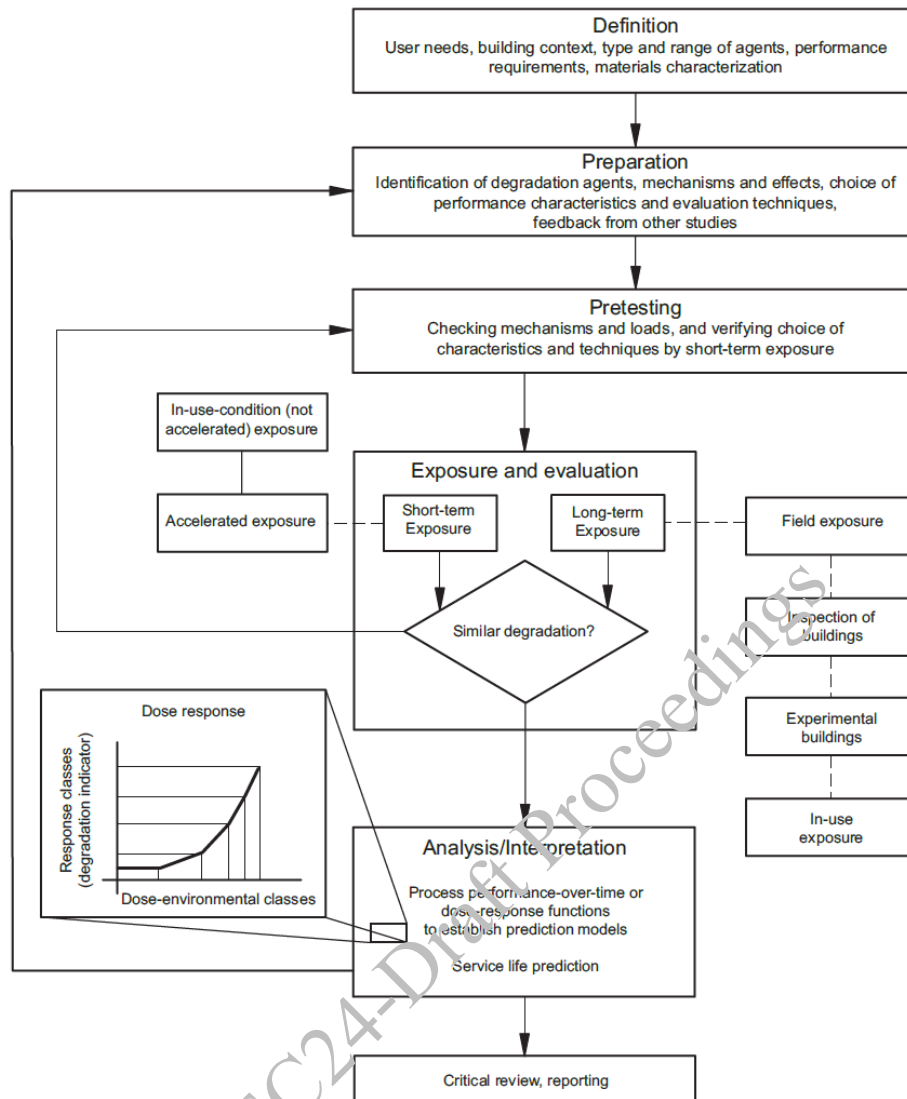 Definition
User needs, building context, type and range of agents, performance
requirements, materials characterization
Preparation
Identification of degradation agents, mechanisms and effects, choice of
performance characteristics and evaluation techniques,
feedback from other studies
Pretesting
Checking mechanisms and loads, and verifying choice of
characteristics and techniques by short-term exposure
In-use-condition (not
accelerated) exposure
Accelerated exposure
Exposure and evaluation
Short-term
Exposure
Long-term
Exposure
Similar degradation?
Field exposure
Inspection of
buildings
Experimental
buildings
In-use
exposure
Dose response
Response classes
(degradation indicator)
Dose-environmental classes
Analysis/Interpretation
Process performance-over-time or
dose-response functions
to establish prediction models
Service life prediction
Critical review, reporting
C24-Draft Proceedings